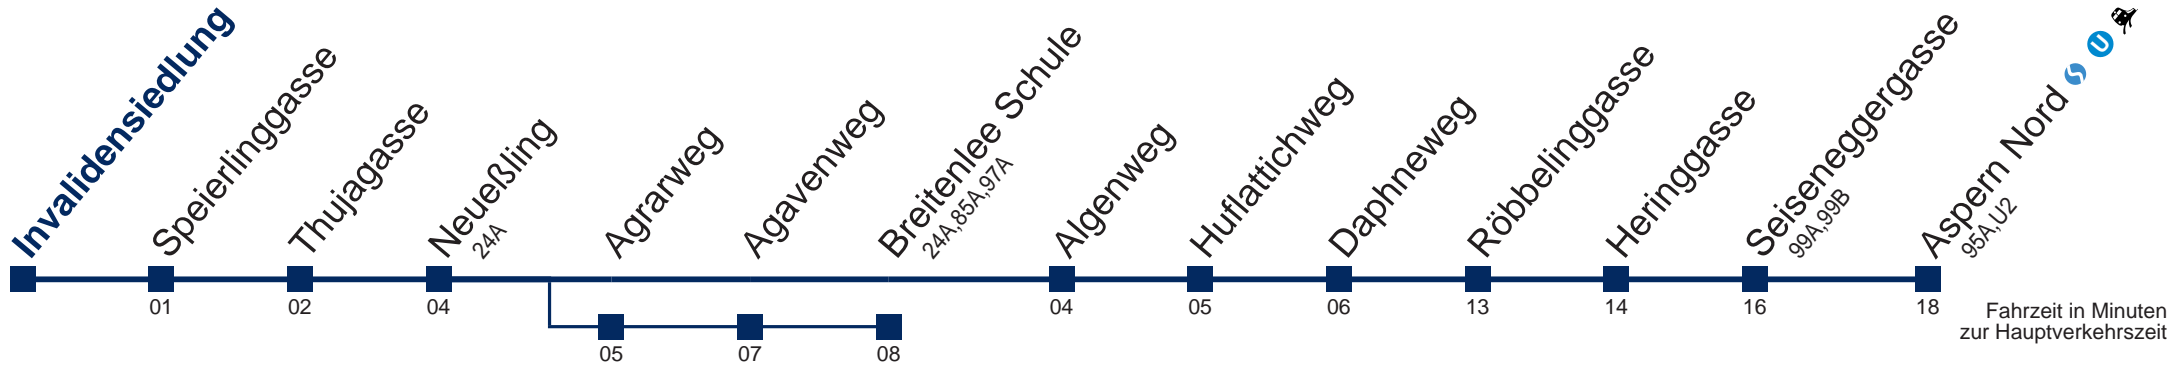 Invalidensiedlung
Speierlinggasse
Thujagasse
Neueßling
24A
Agrarweg
Agavenweg
Breitenlee Schule
24A,85A,97A
Algenweg
Huflattichweg
Daphneweg
Röbbelinggasse
Heringgasse
Seiseneggergasse
99A,99B
Aspern Nord S U
95A,U2
01
02
04
04
05
06
13
14
16
18
05
07
08
Fahrzeit in Minuten
zur Hauptverkehrszeit